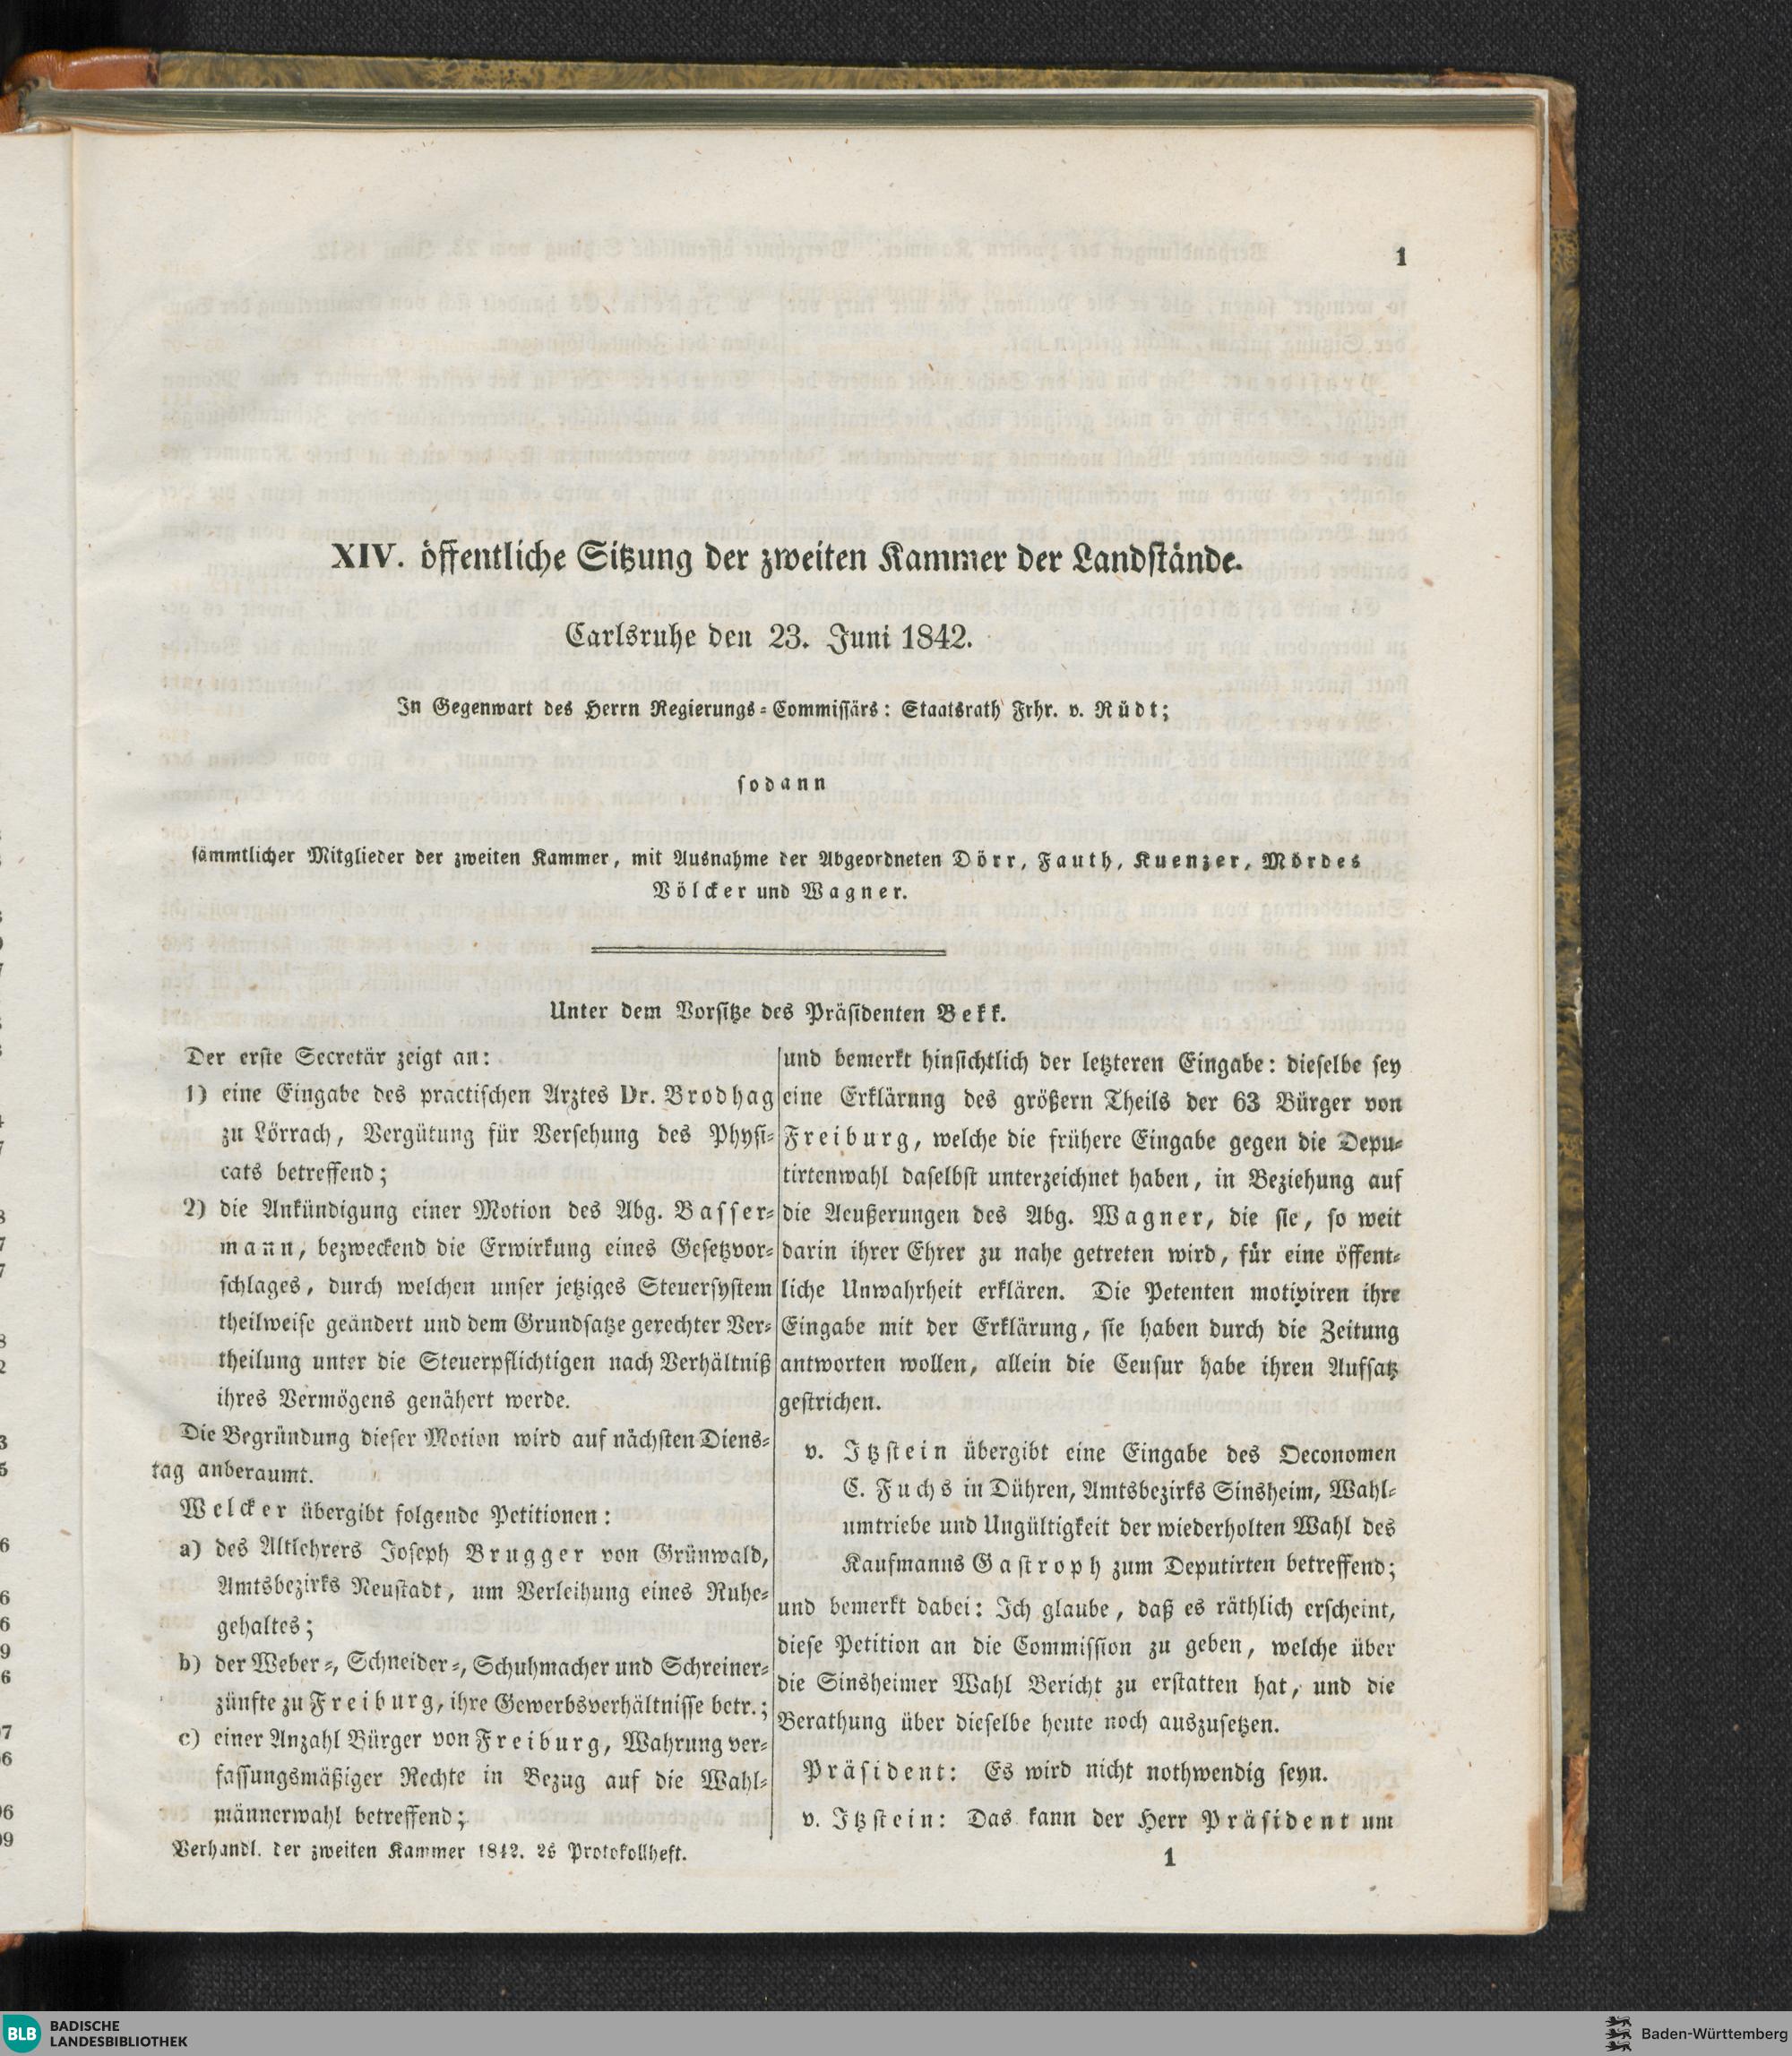 1
XIV. öffentliche Sitzung der zweiten Kammer der Landstände.
Carlsruhe den 23. Juni 1842.
In Gegenwart des Herrn Regierungs-Commissärs: Staatsrath Frhr. v. Rüdt;
sodann
sämmtlicher Mitglieder der zweiten Kammer, mit Ausnahme der Abgeordneten Dörr, Fauth, Kuenzer, Mördes
Völcker und Wagner.
Unter dem Vorsitze des Präsidenten Bekk.
Der erste Secretär zeigt an:
1) eine Eingabe des practischen Arztes Dr. Brodhag
zu Lörrach, Vergütung für Versehung des Physi-
cats betreffend;
2) die Ankündigung einer Motion des Abg. Basser-
mann, bezweckend die Erwirkung eines Gesetzvor-
schlages, durch welchen unser jetziges Steuersystem
theilweise geändert und dem Grundsatze gerechter Ver-
theilung unter die Steuerpflichtigen nach Verhältniß
ihres Vermögens genähert werde.
Die Begründung dieser Motion wird auf nächsten Diens-
tag anberaumt.
Welcker übergibt folgende Petitionen:
a) des Altlehrers Joseph Brugger von Grünwald,
Amtsbezirks Neustadt, um Verleihung eines Ruhe-
gehaltes;
b) der Weber-, Schneider-, Schuhmacher und Schreiner-
zünfte zu Freiburg, ihre Gewerbsverhältnisse betr.;
c) einer Anzahl Bürger von Freiburg, Wahrung ver-
fassungsmäßiger Rechte in Bezug auf die Wahl-
männerwahl betreffend;
und bemerkt hinsichtlich der letzteren Eingabe: dieselbe sey
eine Erklärung des größern Theils der 63 Bürger von
Freiburg, welche die frühere Eingabe gegen die Depu-
tirtenwahl daselbst unterzeichnet haben, in Beziehung auf
die Aeußerungen des Abg. Wagner, die sie, so weit
darin ihrer Ehrer zu nahe getreten wird, für eine öffent-
liche Unwahrheit erklären. Die Petenten motiviren ihre
Eingabe mit der Erklärung, sie haben durch die Zeitung
antworten wollen, allein die Censur habe ihren Aufsatz
gestrichen.
v. Itzstein übergibt eine Eingabe des Oeconomen
C. Fuchs in Dühren, Amtsbezirks Sinsheim, Wahl-
umtriebe und Ungültigkeit der wiederholten Wahl des
Kaufmanns Gastroph zum Deputirten betreffend;
und bemerkt dabei: Ich glaube, daß es räthlich erscheint,
diese Petition an die Commission zu geben, welche über
die Sinsheimer Wahl Bericht zu erstatten hat, und die
Berathung über dieselbe heute noch auszusetzen.
Präsident: Es wird nicht nothwendig seyn.
v. Itzstein: Das kann der Herr Präsident um
Verhandl. der zweiten Kammer 1842. 2s Protokollheft.
1
BLB BADISCHE
LANDESBIBLIOTHEK
Baden-Württemberg